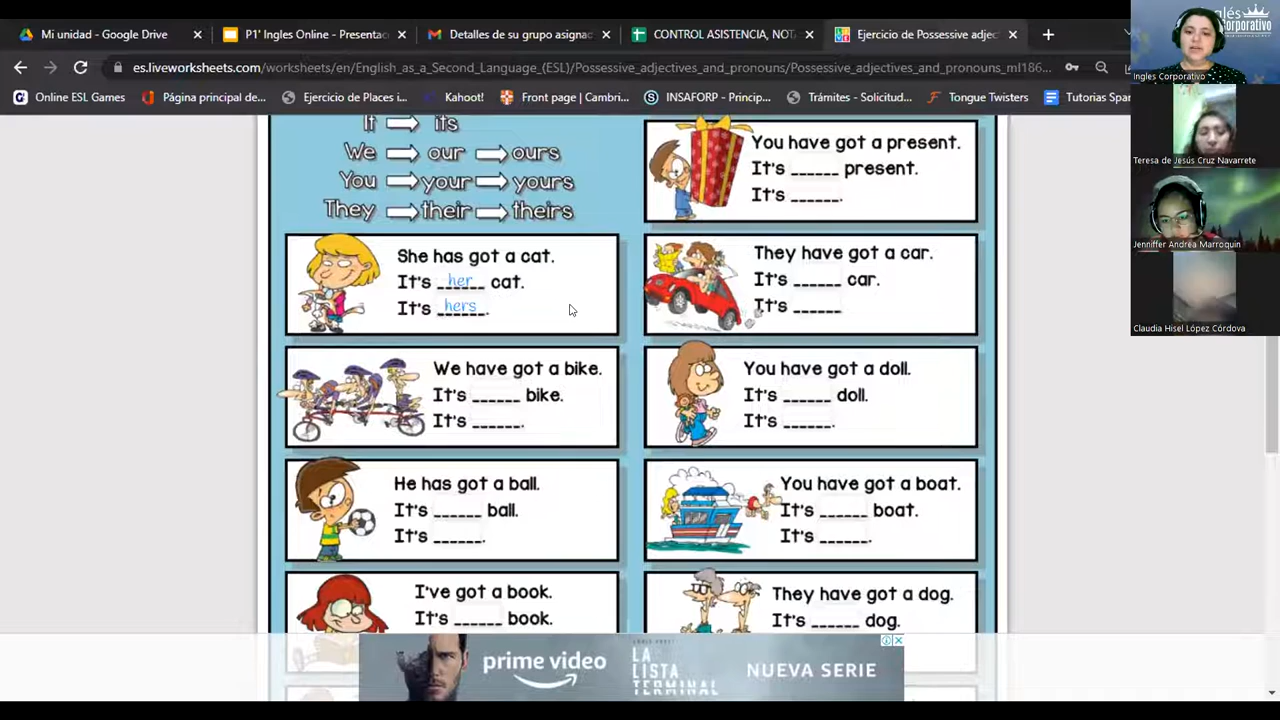 Mi unidad - Google Drive
P1' Ingles Online - Presentac
Detalles de su grupo asignac
CONTROL ASISTENCIA, NOT
Ejercicio de Possessive adjec
es.liveworksheets.com/worksheets/en/English_as_a_Second_Language_(ESL)/Possessive_adjectives_and_pronouns/Possessive_adjectives_and_pronouns_ml186...
Online ESL Games
Página principal de...
Ejercicio de Places i...
Kahoot!
Front page | Cambri...
INSAFORP - Princip...
Trámites - Solicitud...
Tongue Twisters
Tutorias Span
It its
We our ours
You your yours
They their theirs
She has got a cat.
It's her cat.
It's hers.
We have got a bike.
It's ______ bike.
It's ______.
He has got a ball.
It's ______ ball.
It's ______.
I've got a book.
It's ______ book.
You have got a present.
It's ______ present.
It's ______.
They have got a car.
It's ______ car.
It's ______
You have got a doll.
It's ______ doll.
It's ______.
You have got a boat.
It's ______ boat.
It's ______.
They have got a dog.
It's ______ dog.
prime video
LA
LISTA
TERMINAL
NUEVA SERIE
Inglés
Corporativo
Ingles Corporativo
Teresa de Jesús Cruz Navarrete
Jenniffer Andrea Marroquin
Claudia Hisel López Córdova